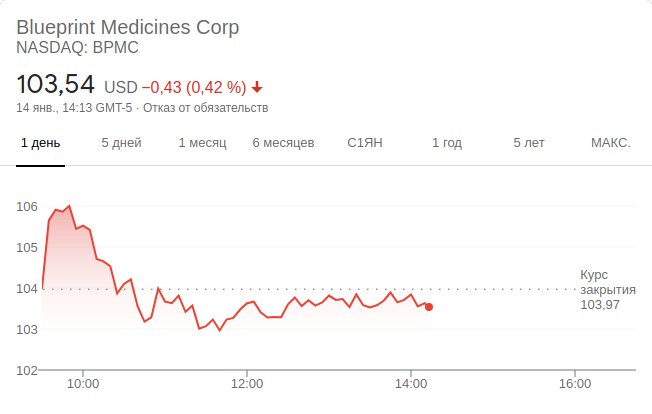 Blueprint Medicines Corp
NASDAQ: BPMC
103,54 USD −0,43 (0,42 %)
14 янв., 14:13 GMT-5 · Отказ от обязательств
1 день 5 дней 1 месяц 6 месяцев С1ЯН 1 год 5 лет МАКС.
106
105
104
103
102
Курс
закрытия
103,97
10:00 12:00 14:00 16:00